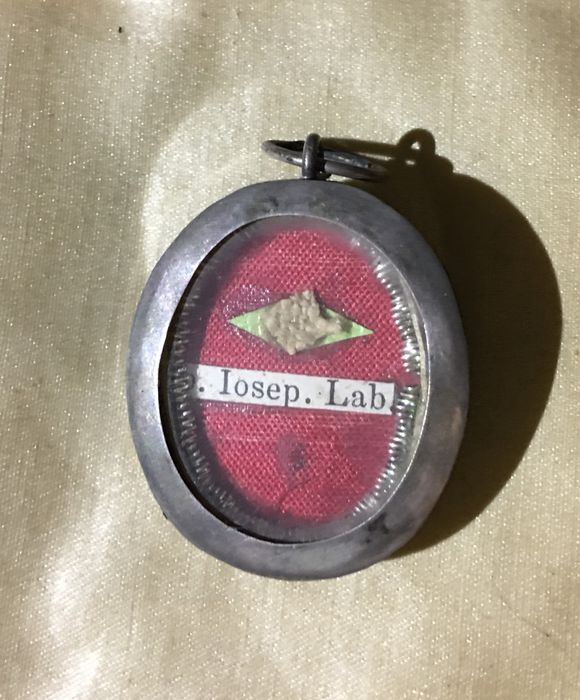 . Iosep. Lab.